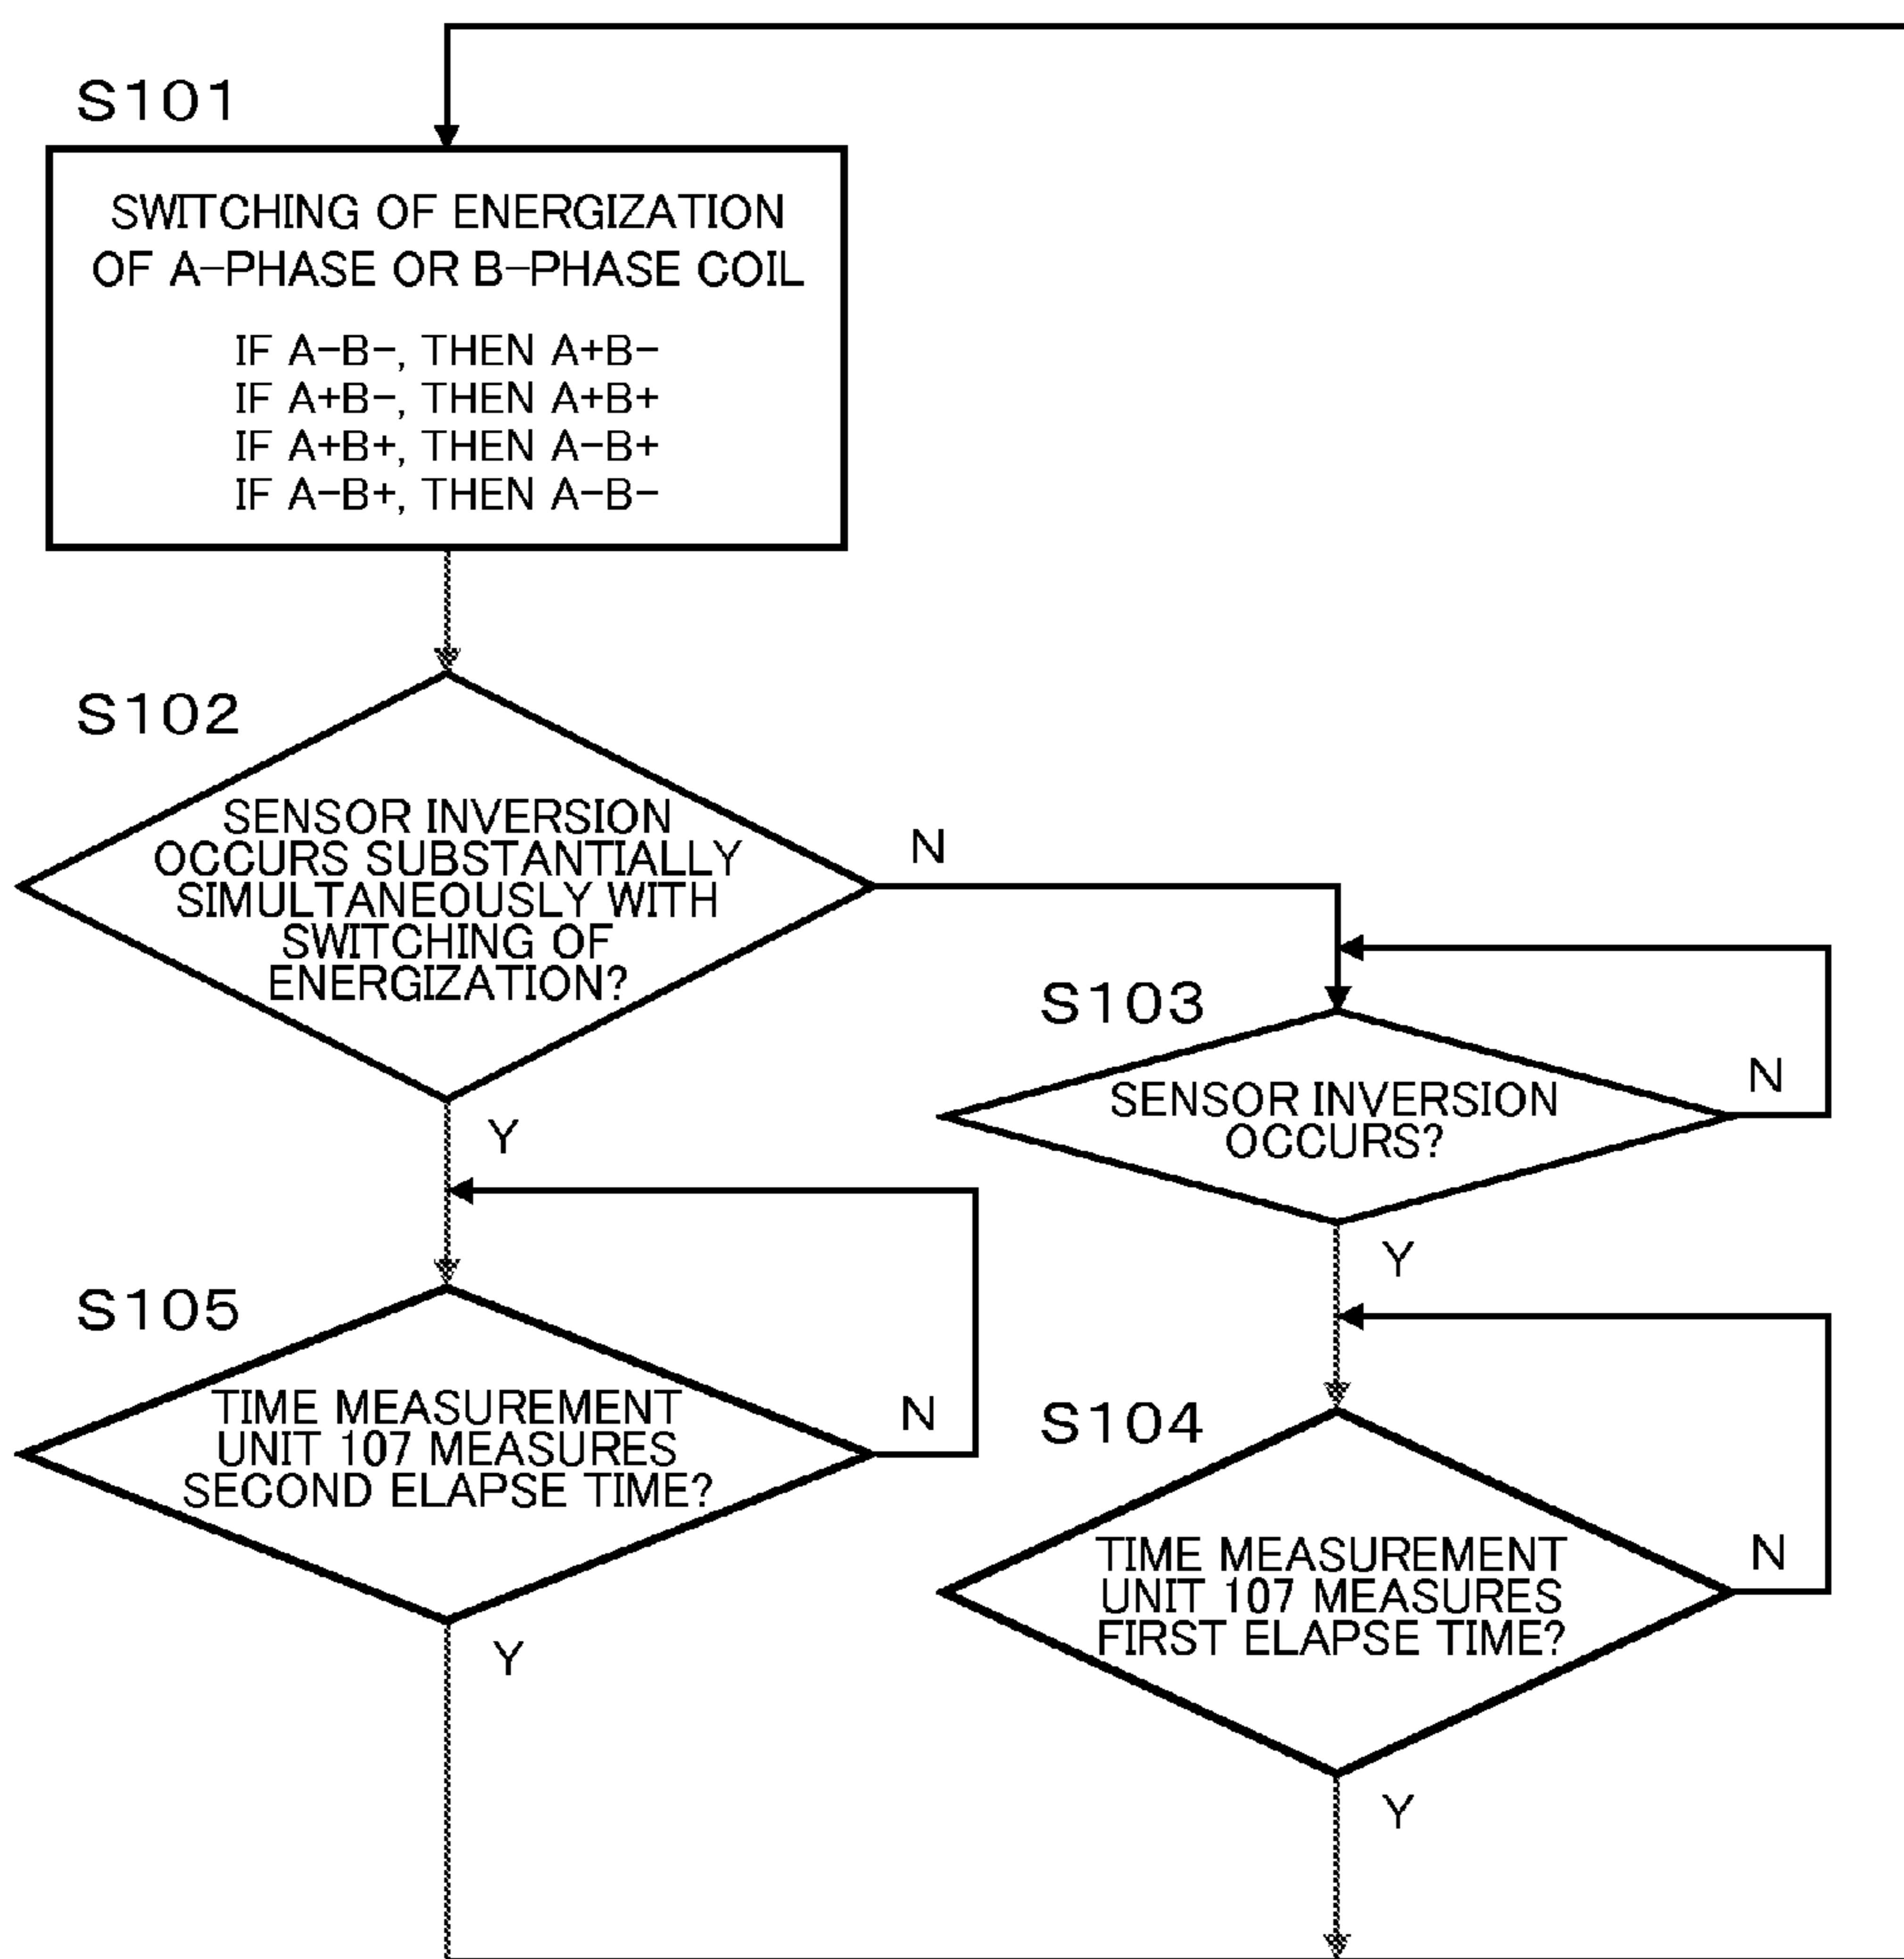 S101
SWITCHING OF ENERGIZATION
OF A-PHASE OR B-PHASE COIL
IF A-B-, THEN A+B-
IF A+B-, THEN A+B+
IF A+B+, THEN A-B+
IF A-B+, THEN A-B-
S102
SENSOR INVERSION
OCCURS SUBSTANTIALLY
SIMULTANEOUSLY WITH
SWITCHING OF
ENERGIZATION?
N
Y
S103
SENSOR INVERSION
OCCURS?
N
Y
S105
TIME MEASUREMENT
UNIT 107 MEASURES
SECOND ELAPSE TIME?
N
Y
S104
TIME MEASUREMENT
UNIT 107 MEASURES
FIRST ELAPSE TIME?
N
Y